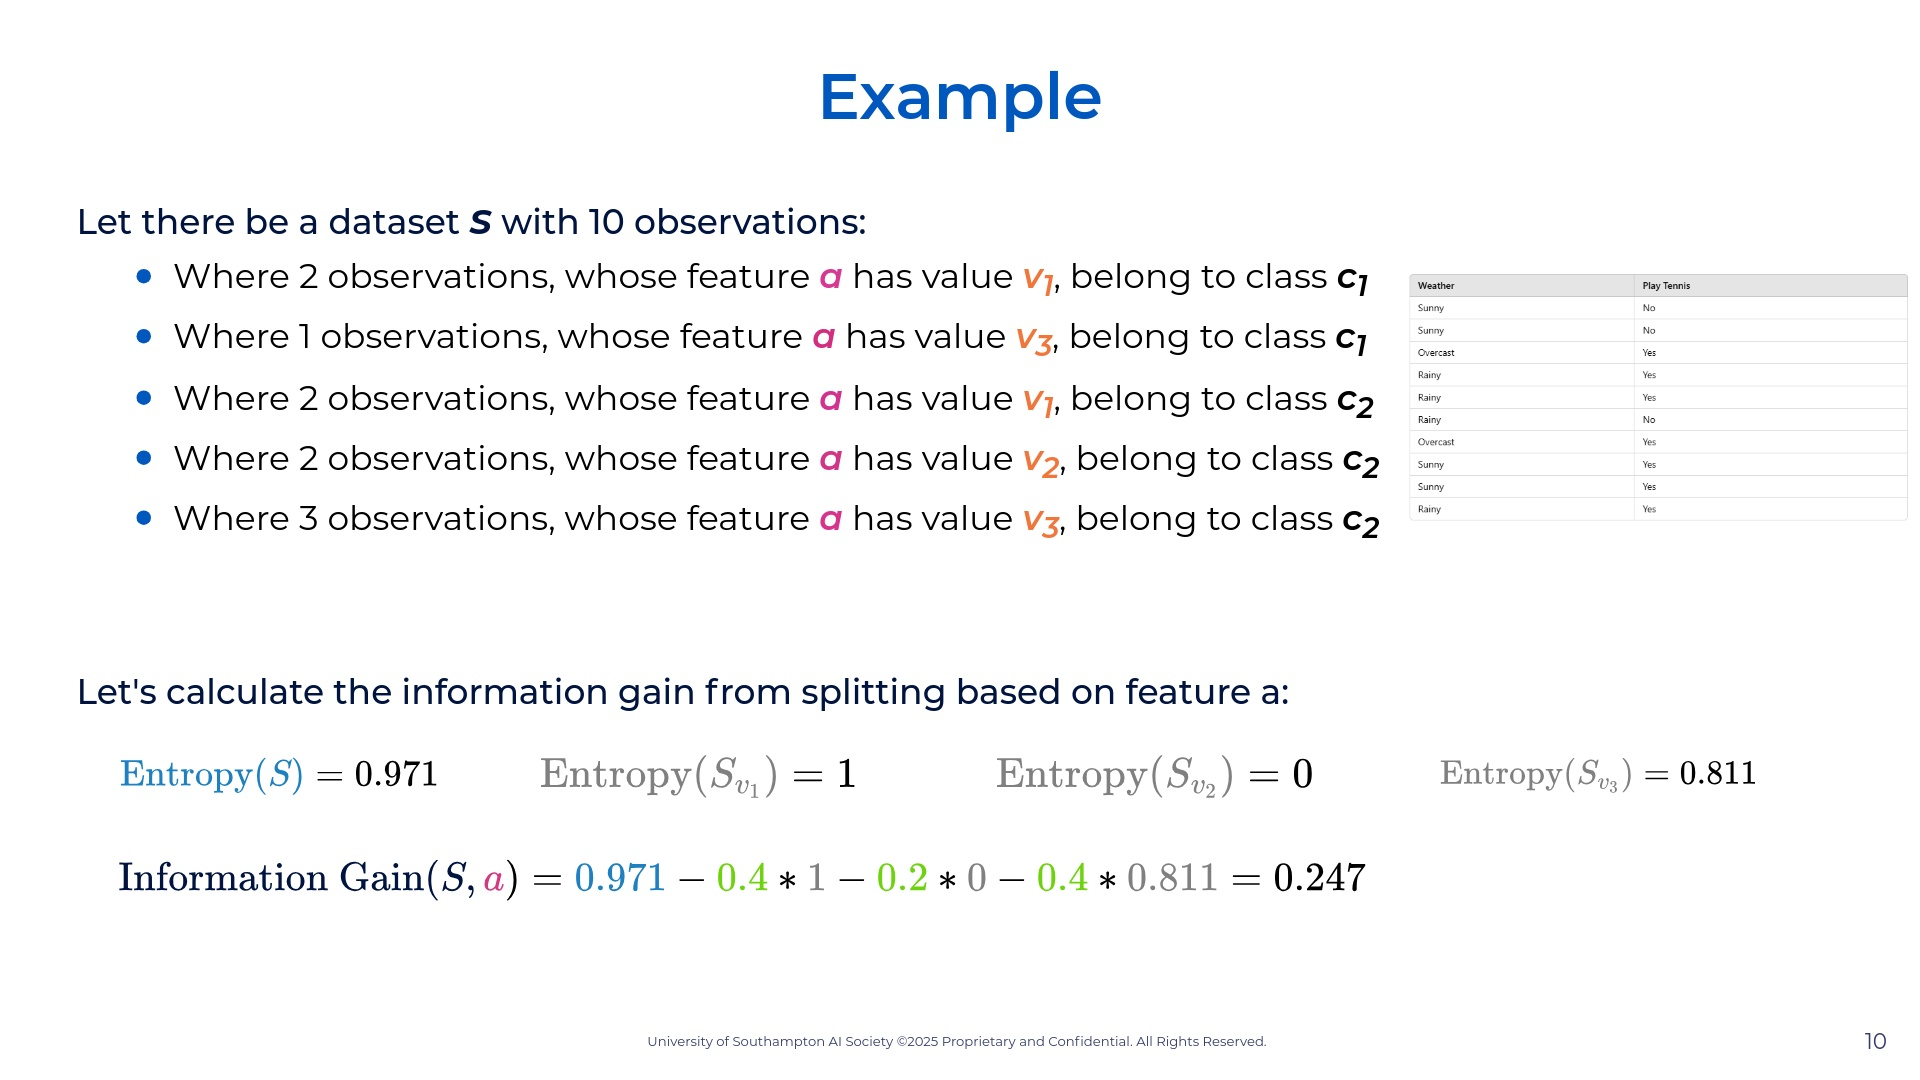 Example
Let there be a dataset S with 10 observations:
• Where 2 observations, whose feature a has value v1, belong to class c1
• Where 1 observations, whose feature a has value v3, belong to class c1
• Where 2 observations, whose feature a has value v1, belong to class c2
• Where 2 observations, whose feature a has value v2, belong to class c2
• Where 3 observations, whose feature a has value v3, belong to class c2
Weather Play Tennis
Sunny No
Sunny No
Overcast Yes
Rainy Yes
Rainy Yes
Rainy No
Overcast Yes
Sunny Yes
Sunny Yes
Rainy Yes
Let's calculate the information gain from splitting based on feature a:
Entropy(S) = 0.971 Entropy(Sv1) = 1 Entropy(Sv2) = 0 Entropy(Sv3) = 0.811
Information Gain(S, a) = 0.971 − 0.4 * 1 − 0.2 * 0 − 0.4 * 0.811 = 0.247
University of Southampton AI Society ©2025 Proprietary and Confidential. All Rights Reserved.
10